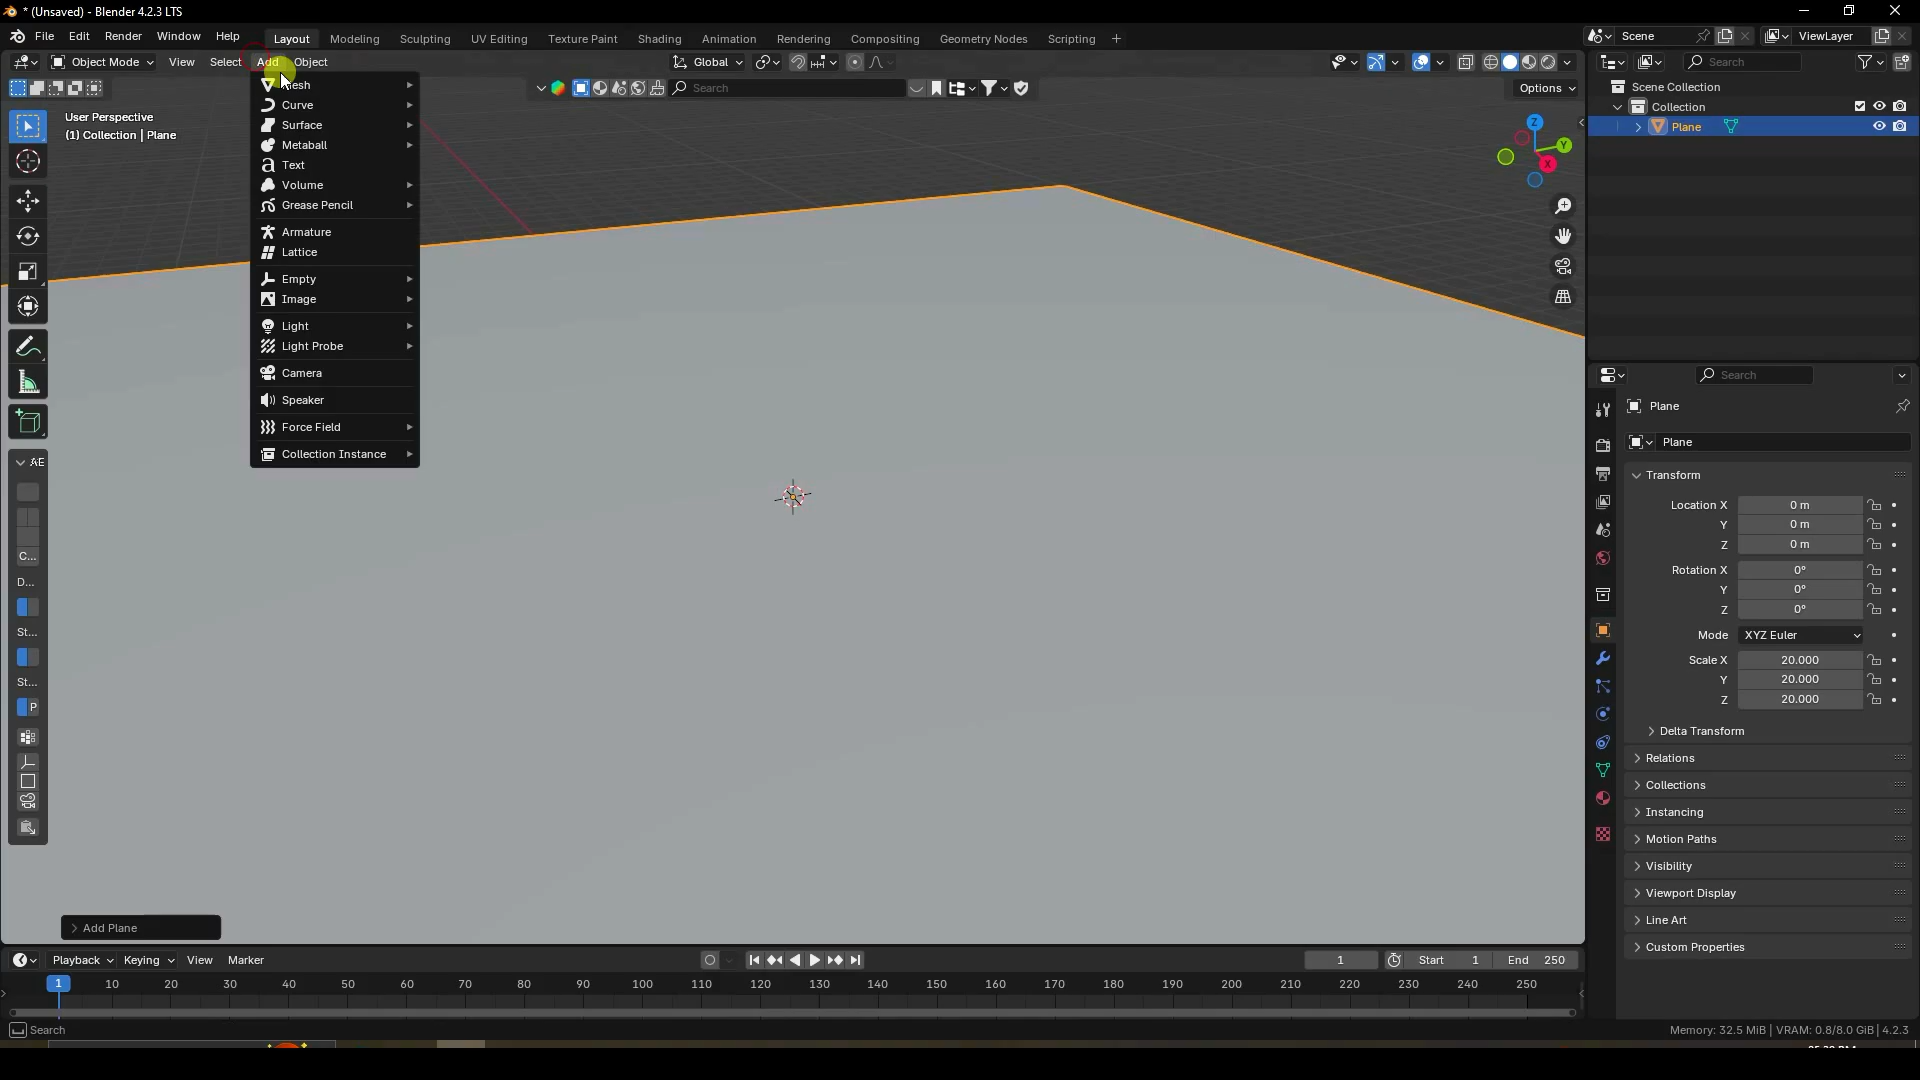 * (Unsaved) - Blender 4.2.3 LTS
File Edit Render Window Help Layout Modeling Sculpting UV Editing Texture Paint Shading Animation Rendering Compositing Geometry Nodes Scripting + Scene ViewLayer
Object Mode View Select Add Object Global Search
Search Options
User Perspective
(1) Collection | Plane
Curve
Surface
Metaball
Text
Volume
Grease Pencil
Armature
Lattice
Empty
Image
Light
Light Probe
Camera
Speaker
Force Field
Collection Instance
AE
C...
D...
St...
St...
P
Z
Y
X
Scene Collection
Collection
Plane
Search
Plane
Plane
Transform
Location X 0 m
Y 0 m
Z 0 m
Rotation X 0°
Y 0°
Z 0°
Mode XYZ Euler
Scale X 20.000
Y 20.000
Z 20.000
Delta Transform
Relations
Collections
Instancing
Motion Paths
Visibility
Viewport Display
Line Art
Custom Properties
Add Plane
Playback Keying View Marker 1 Start 1 End 250
1 10 20 30 40 50 60 70 80 90 100 110 120 130 140 150 160 170 180 190 200 210 220 230 240 250
Search Memory: 32.5 MiB | VRAM: 0.8/8.0 GiB | 4.2.3